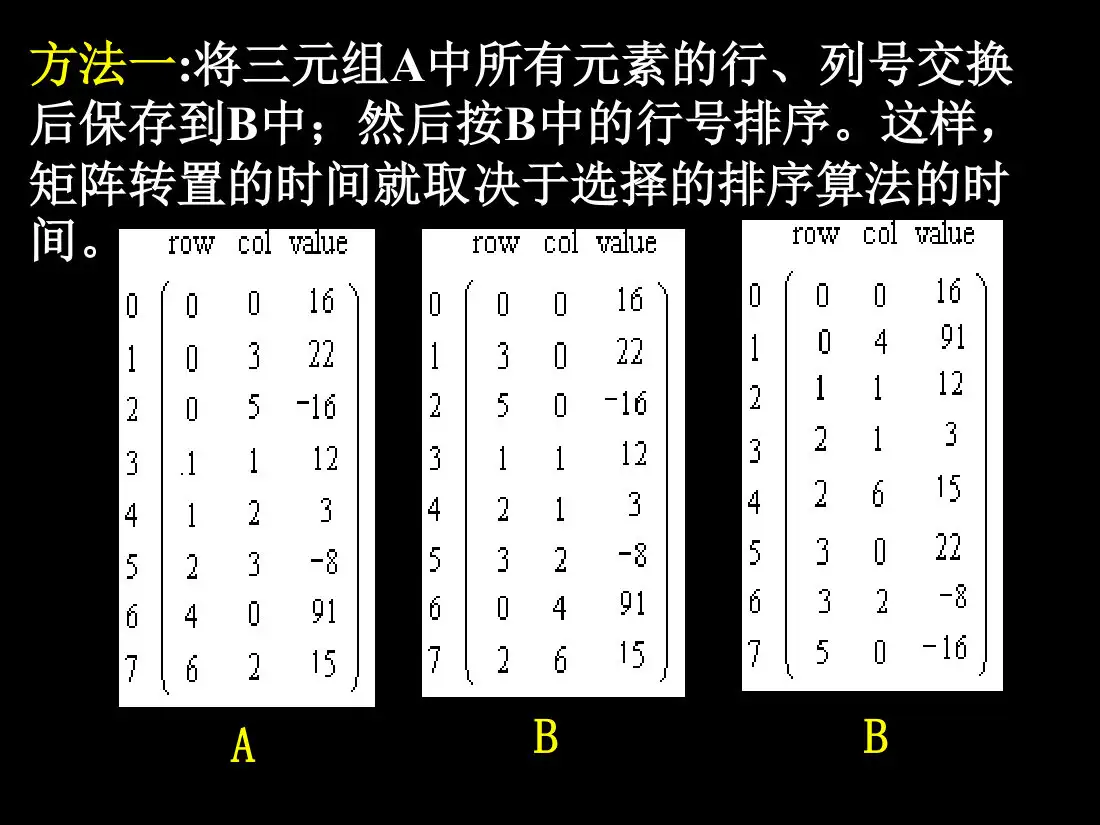 方法一:将三元组A中所有元素的行、列号交换
后保存到B中；然后按B中的行号排序。这样，
矩阵转置的时间就取决于选择的排序算法的时
间。
row col value
0 0 0 16
1 0 3 22
2 0 5 -16
3 .1 1 12
4 1 2 3
5 2 3 -8
6 4 0 91
7 6 2 15
A
row col value
0 0 0 16
1 3 0 22
2 5 0 -16
3 1 1 12
4 2 1 3
5 3 2 -8
6 0 4 91
7 2 6 15
B
row col value
0 0 0 16
1 0 4 91
2 1 1 12
3 2 1 3
4 2 6 15
5 3 0 22
6 3 2 -8
7 5 0 -16
B